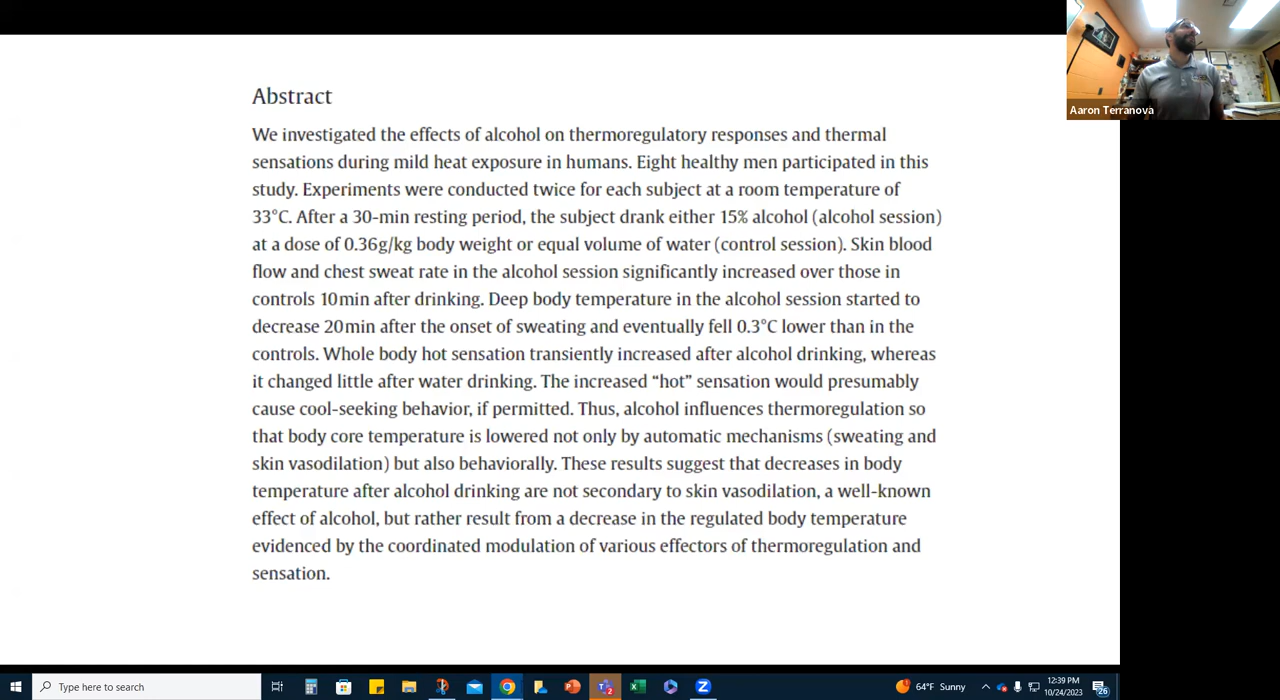 Abstract
We investigated the effects of alcohol on thermoregulatory responses and thermal
sensations during mild heat exposure in humans. Eight healthy men participated in this
study. Experiments were conducted twice for each subject at a room temperature of
33°C. After a 30-min resting period, the subject drank either 15% alcohol (alcohol session)
at a dose of 0.36g/kg body weight or equal volume of water (control session). Skin blood
flow and chest sweat rate in the alcohol session significantly increased over those in
controls 10min after drinking. Deep body temperature in the alcohol session started to
decrease 20min after the onset of sweating and eventually fell 0.3°C lower than in the
controls. Whole body hot sensation transiently increased after alcohol drinking, whereas
it changed little after water drinking. The increased “hot” sensation would presumably
cause cool-seeking behavior, if permitted. Thus, alcohol influences thermoregulation so
that body core temperature is lowered not only by automatic mechanisms (sweating and
skin vasodilation) but also behaviorally. These results suggest that decreases in body
temperature after alcohol drinking are not secondary to skin vasodilation, a well-known
effect of alcohol, but rather result from a decrease in the regulated body temperature
evidenced by the coordinated modulation of various effectors of thermoregulation and
sensation.
Aaron Terranova
Type here to search
64°F Sunny
12:39 PM
10/24/2023
26